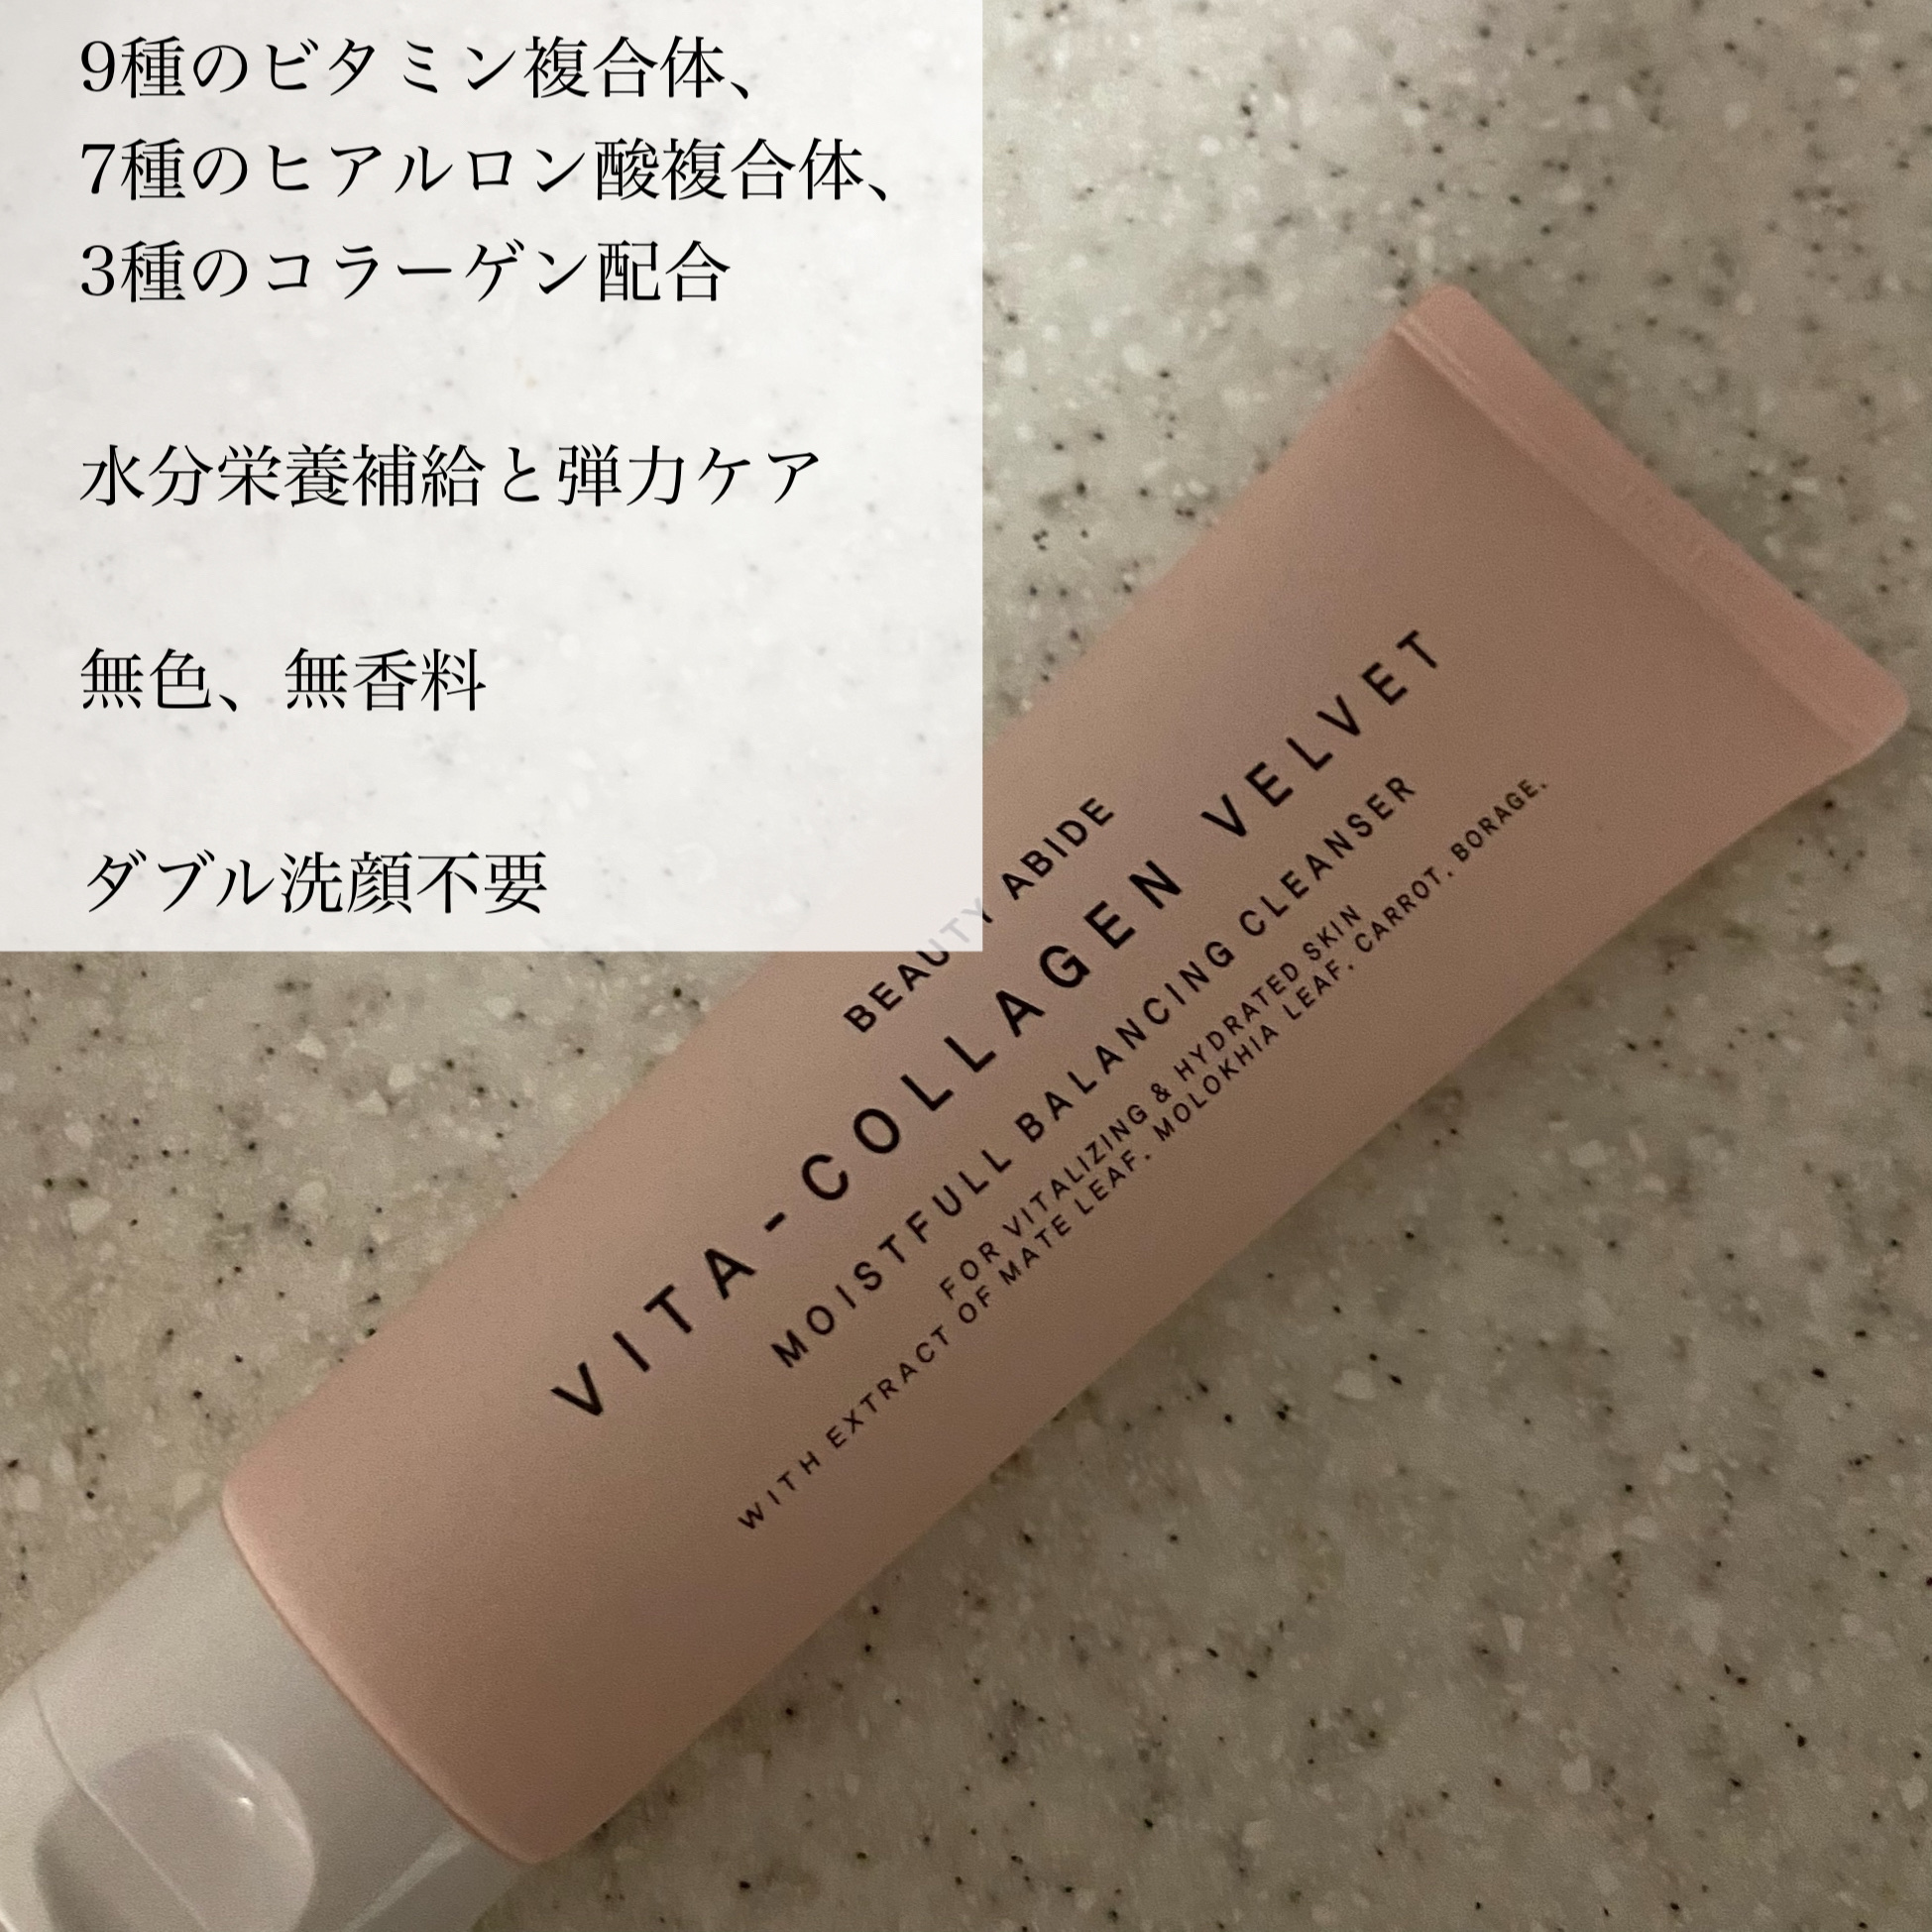 9種のビタミン複合体、
7種のヒアルロン酸複合体、
3種のコラーゲン配合
水分栄養補給と弾力ケア
無色、無香料
ダブル洗顔不要
BEAUTY ABIDE
VITA-COLLAGEN VELVET
MOISTFULL BALANCING CLEANSER
FOR VITALIZING & HYDRATED SKIN
WITH EXTRACT OF MATE LEAF. MOLOKHIA LEAF. CARROT. BORAGE.